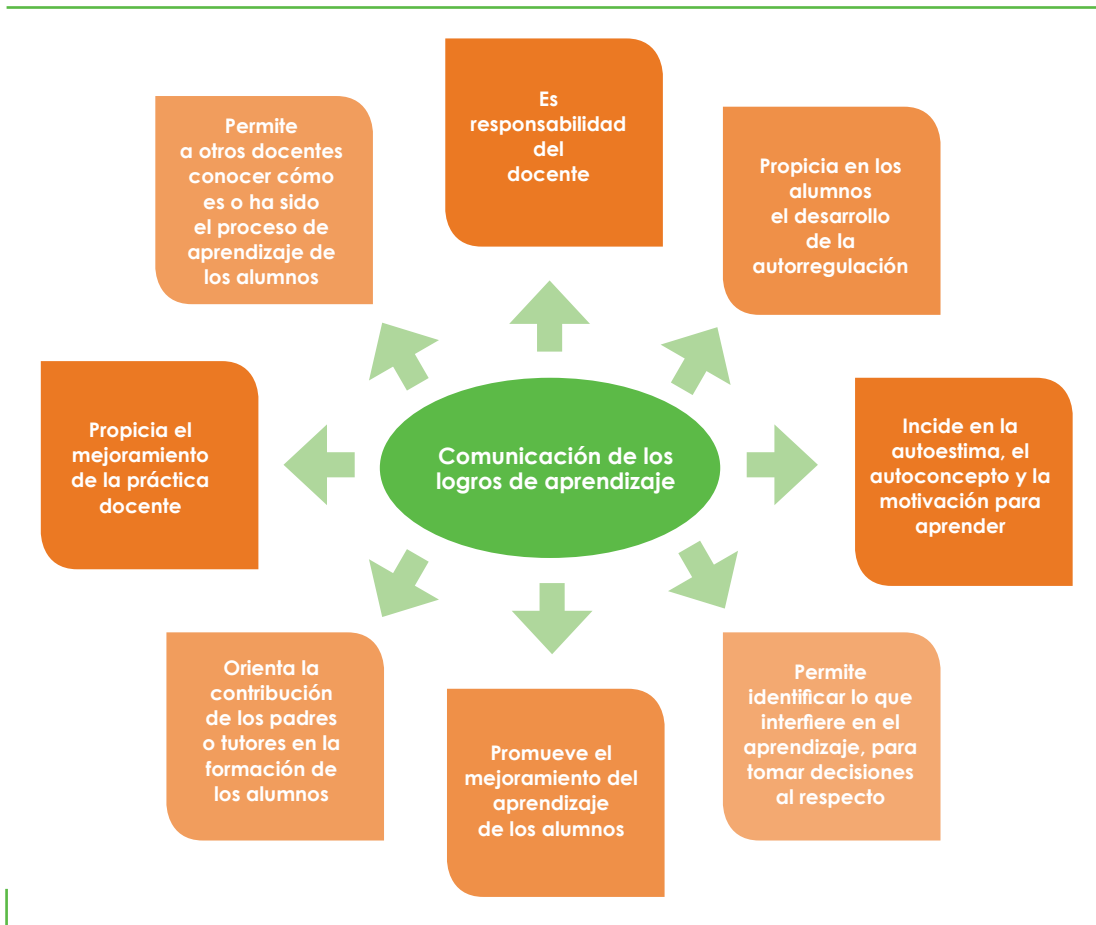 Es
responsabilidad
del
docente
Propicia en los
alumnos
el desarrollo
de la
autorregulación
Incide en la
autoestima, el
autoconcepto y la
motivación para
aprender
Permite
identificar lo que
interfiere en el
aprendizaje, para
tomar decisiones
al respecto
Promueve el
mejoramiento del
aprendizaje
de los alumnos
Orienta la
contribución
de los padres
o tutores en la
formación de
los alumnos
Propicia el
mejoramiento
de la práctica
docente
Permite
a otros docentes
conocer cómo
es o ha sido
el proceso de
aprendizaje de
los alumnos
Comunicación de los
logros de aprendizaje